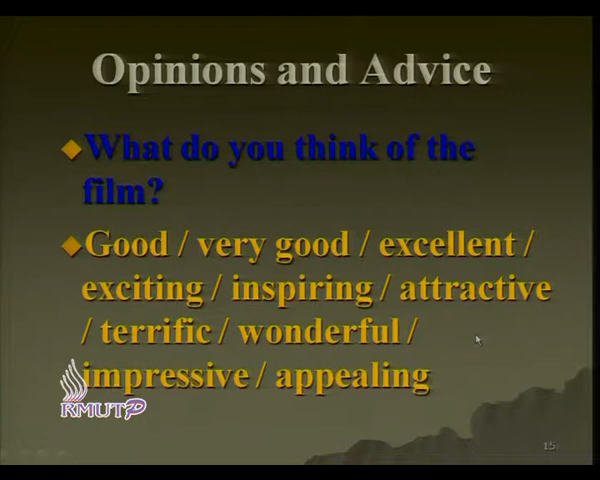 Opinions and Advice
What do you think of the
film?
Good / very good / excellent /
exciting / inspiring / attractive
/ terrific / wonderful /
impressive / appealing
RMUTP
15